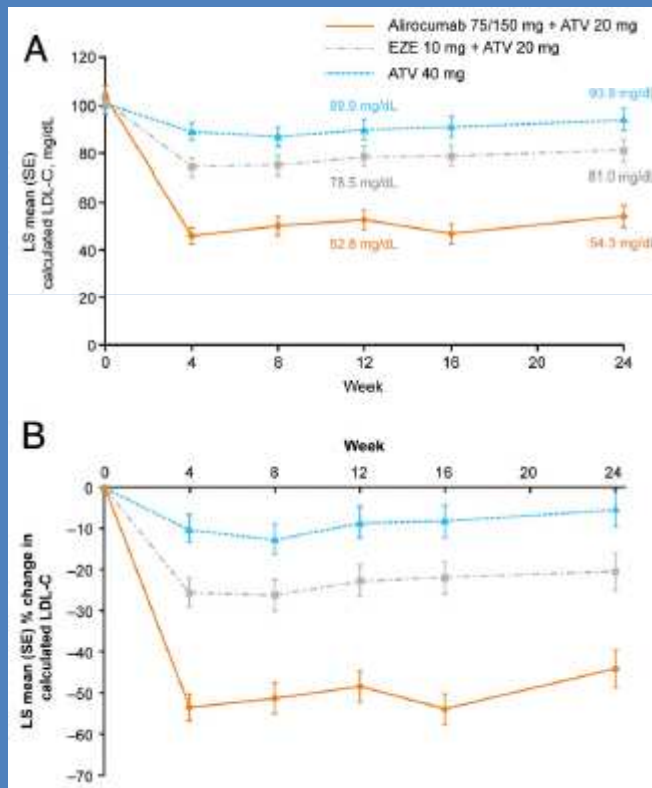 A
Alirocumab 75/150 mg + ATV 20 mg
EZE 10 mg + ATV 20 mg
ATV 40 mg
LS mean (SE)
calculated LDL-C, mg/dL
120
100
80
60
40
20
0
93.8 mg/dL
78.5 mg/dL
81.0 mg/dL
52.8 mg/dL
54.3 mg/dL
0 4 8 12 16 20 24
Week
B
Week
0 4 8 12 16 20 24
LS mean (SE) % change in
calculated LDL-C
0
–10
–20
–30
–40
–50
–60
–70